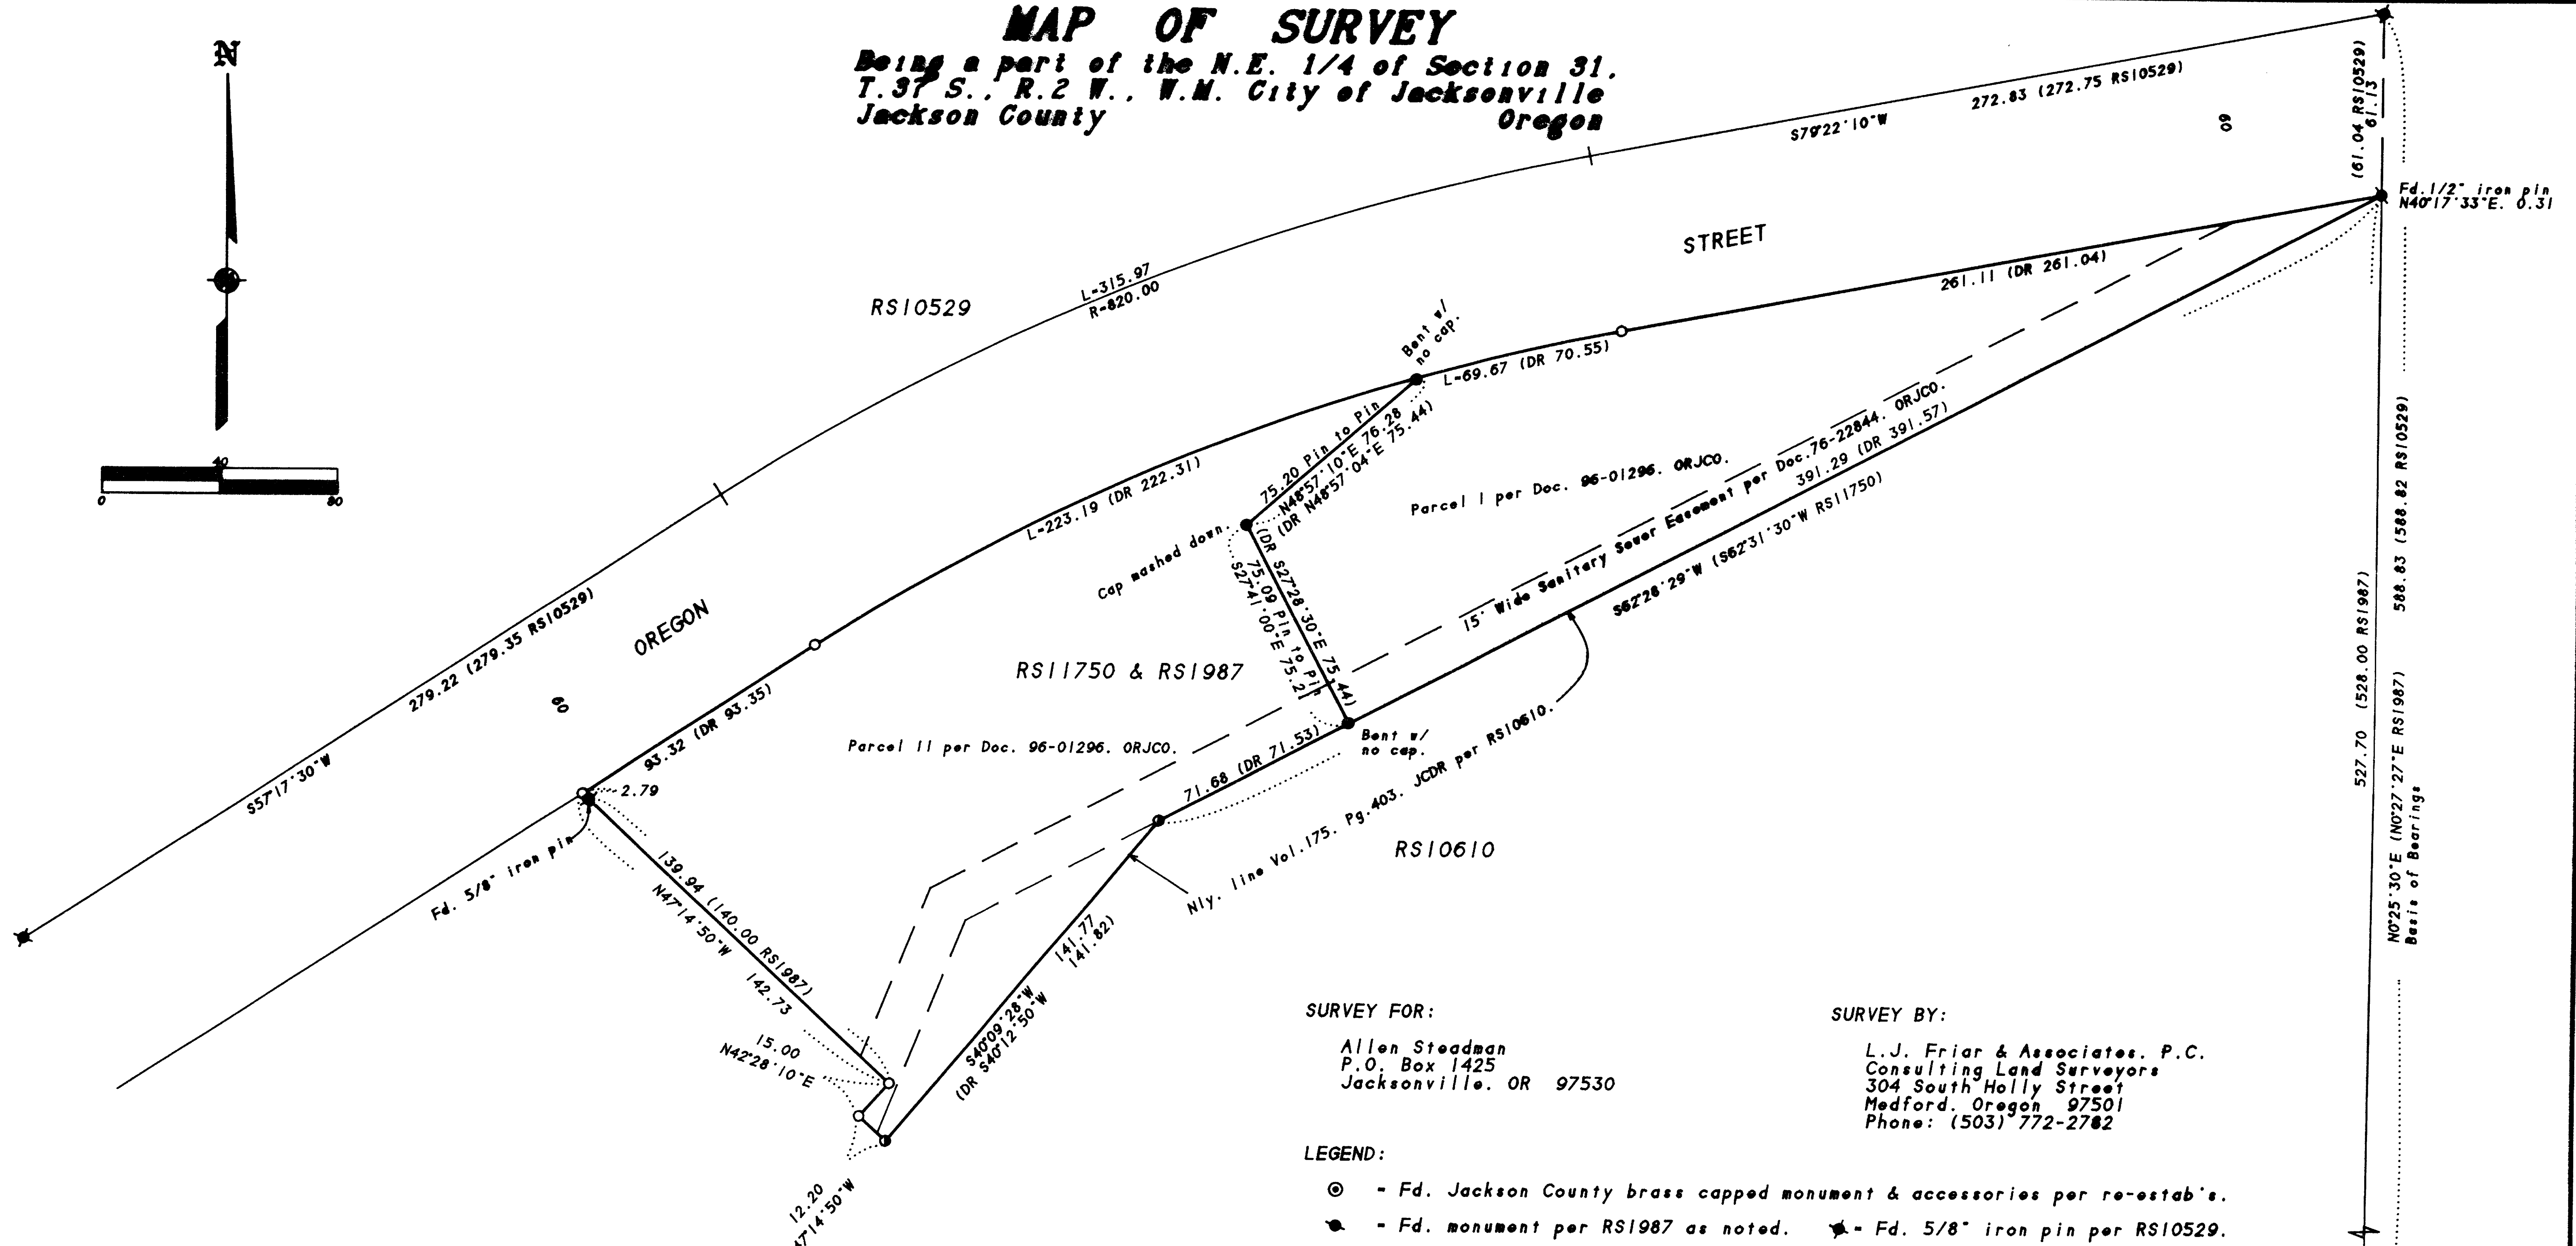 MAP OF SURVEY
Being a part of the N.E. 1/4 of Section 31.
T.37 S., R.2 W., W.M. City of Jacksonville
Jackson County Oregon
N
40
0 80
272.83 (272.75 RS10529)
S79°22'10"W
60
(61.04 RS10529)
61.13
Fd.1/2" iron pin
N40°17'33"E. 0.31
STREET
261.11 (DR 261.04)
L=315.97
R=820.00
RS10529
Bent w/
no cap.
L=69.67 (DR 70.55)
75.20 Pin to Pin
N48°57'10"E 76.28
(DR N48°57'04"E 75.44)
L=223.19 (DR 222.31)
Cap mashed down.
(DR S27°28'30"E 75.44)
75.09 Pin to Pin
S27°41'00"E 75.21
Parcel I per Doc. 96-01296. ORJCO.
15' Wide Sanitary Sewer Easement per Doc.76-22844. ORJCO.
391.29 (DR 391.57)
S62°28'29"W (S62°31'30"W RS11750)
588.83 (588.82 RS10529)
527.70 (528.00 RS1987)
N0°25'30"E (N0°27'27"E RS1987)
Basis of Bearings
279.22 (279.35 RS10529)
OREGON
60
S57°17'30"W
RS11750 & RS1987
93.32 (DR 93.35)
Parcel II per Doc. 96-01296. ORJCO.
2.79
Fd. 5/8" iron pin
71.68 (DR 71.53)
Bent w/
no cap.
Nly. line Vol.175. Pg.403. JCDR per RS10610.
RS10610
139.94 (140.00 RS1987)
N47°14'50"W 142.73
141.77
141.82)
S40°09'28"W
(DR S40°12'50"W
15.00
N42°28'10"E
12.20
47°14'50"W
SURVEY FOR:
Allen Steadman
P.O. Box 1425
Jacksonville. OR 97530
SURVEY BY:
L.J. Friar & Associates. P.C.
Consulting Land Surveyors
304 South Holly Street
Medford. Oregon 97501
Phone: (503) 772-2782
LEGEND:
- Fd. Jackson County brass capped monument & accessories per re-estab's.
- Fd. monument per RS1987 as noted. - Fd. 5/8" iron pin per RS10529.